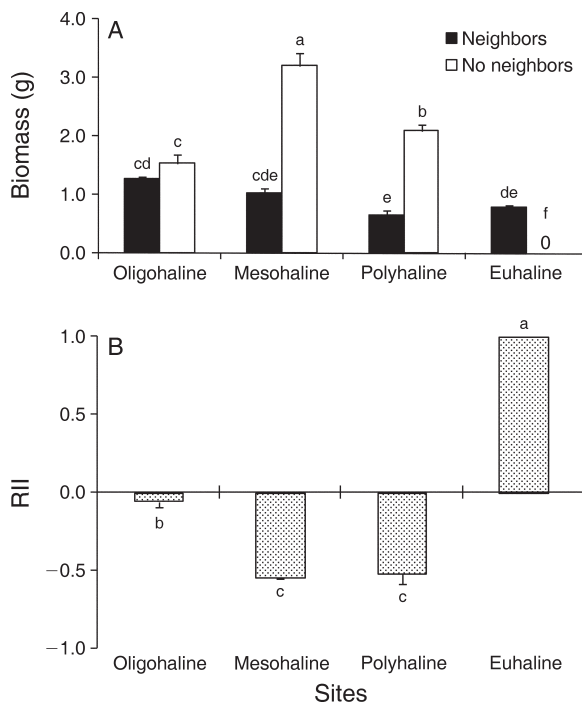 A
Neighbors
No neighbors
Biomass (g)
4.0
3.0
2.0
1.0
0.0
cd
c
cde
a
e
b
de
f
0
Oligohaline Mesohaline Polyhaline Euhaline
B
RII
1.0
0.5
0.0
−0.5
−1.0
b
c
c
a
Oligohaline Mesohaline Polyhaline Euhaline
Sites